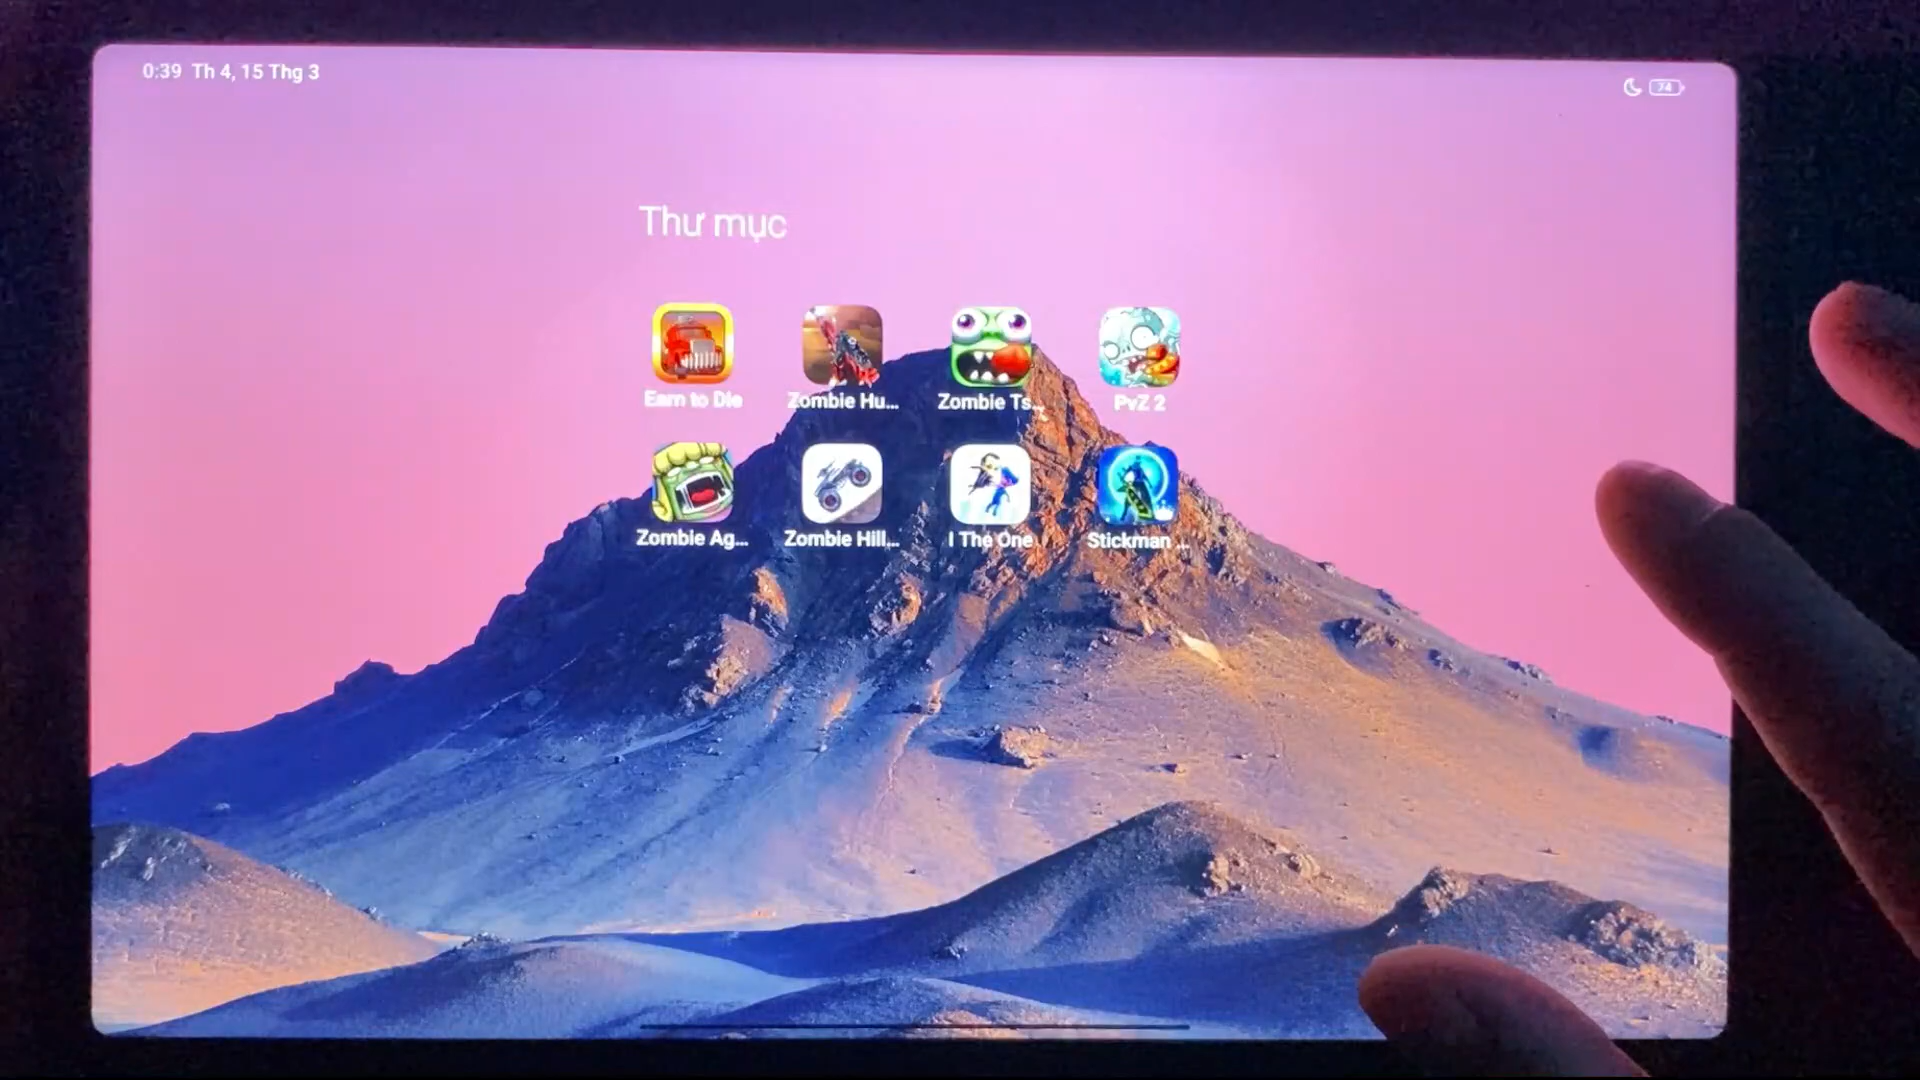 0:39 Th 4, 15 Thg 3
74
Thư mục
Earn to Die
Zombie Hu...
Zombie Ts...
PvZ 2
Zombie Ag...
Zombie Hill...
I The One
Stickman ...